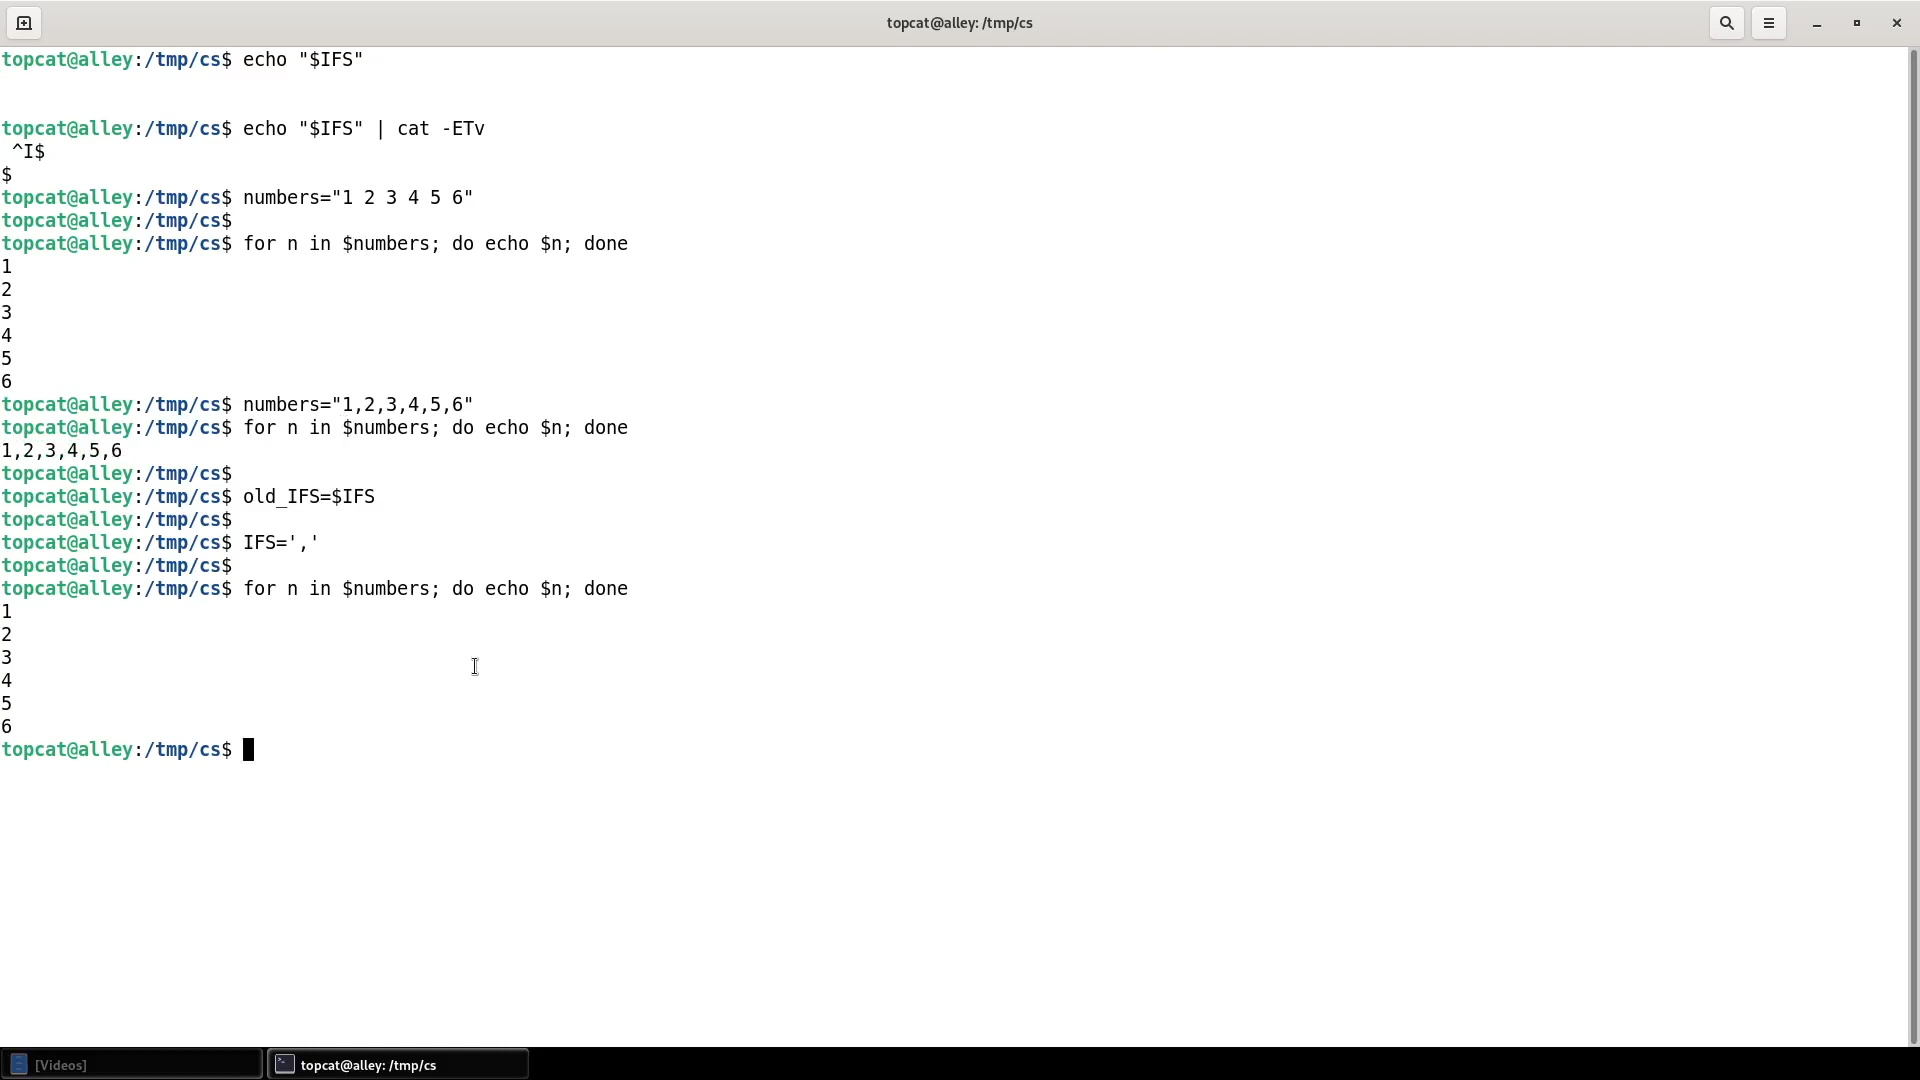 topcat@alley: /tmp/cs
topcat@alley:/tmp/cs$ echo "$IFS"
topcat@alley:/tmp/cs$ echo "$IFS" | cat -ETv
 ^I$
$
topcat@alley:/tmp/cs$ numbers="1 2 3 4 5 6"
topcat@alley:/tmp/cs$
topcat@alley:/tmp/cs$ for n in $numbers; do echo $n; done
1
2
3
4
5
6
topcat@alley:/tmp/cs$ numbers="1,2,3,4,5,6"
topcat@alley:/tmp/cs$ for n in $numbers; do echo $n; done
1,2,3,4,5,6
topcat@alley:/tmp/cs$
topcat@alley:/tmp/cs$ old_IFS=$IFS
topcat@alley:/tmp/cs$
topcat@alley:/tmp/cs$ IFS=','
topcat@alley:/tmp/cs$
topcat@alley:/tmp/cs$ for n in $numbers; do echo $n; done
1
2
3
4
5
6
topcat@alley:/tmp/cs$
[Videos]
topcat@alley: /tmp/cs